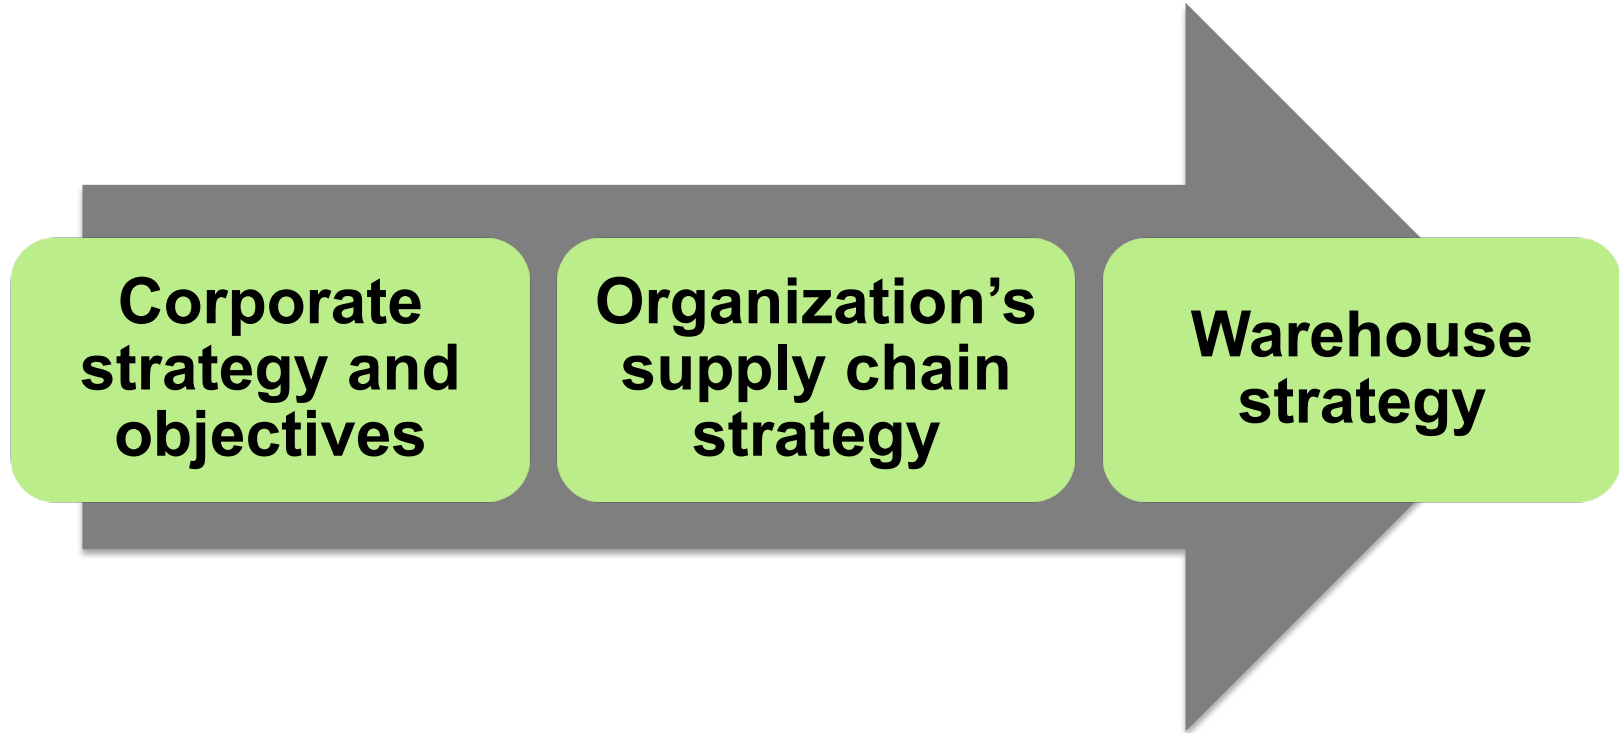 Corporate
strategy and
objectives
Organization’s
supply chain
strategy
Warehouse
strategy